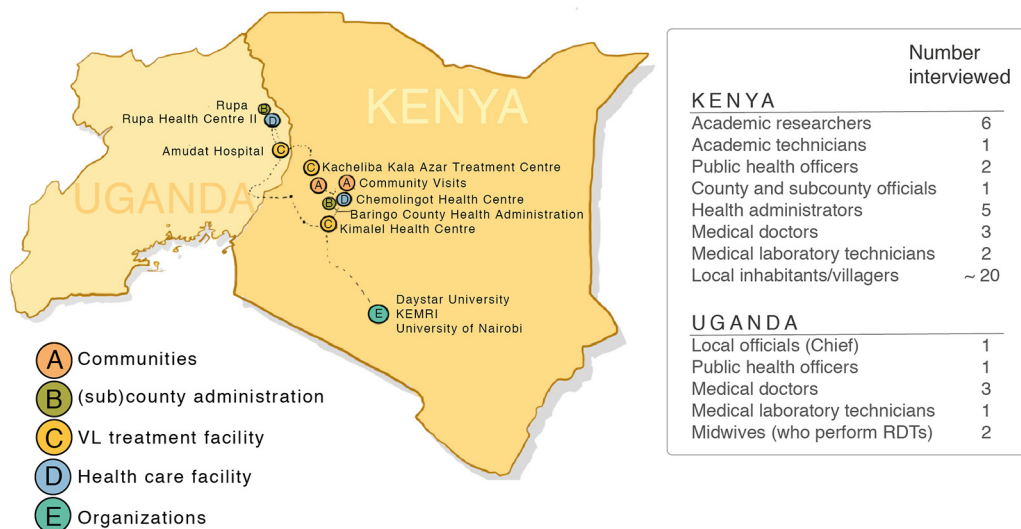 KENYA
UGANDA
Rupa
B
Rupa Health Centre II
D
Amudat Hospital
C
C
Kacheliba Kala Azar Treatment Centre
A
A
Community Visits
B
D
Chemolingot Health Centre
Baringo County Health Administration
C
Kimalel Health Centre
E
Daystar University
KEMRI
University of Nairobi
A Communities
B (sub)county administration
C VL treatment facility
D Health care facility
E Organizations
Number
interviewed
KENYA
Academic researchers 6
Academic technicians 1
Public health officers 2
County and subcounty officials 1
Health administrators 5
Medical doctors 3
Medical laboratory technicians 2
Local inhabitants/villagers ~ 20
UGANDA
Local officials (Chief) 1
Public health officers 1
Medical doctors 3
Medical laboratory technicians 1
Midwives (who perform RDTs) 2